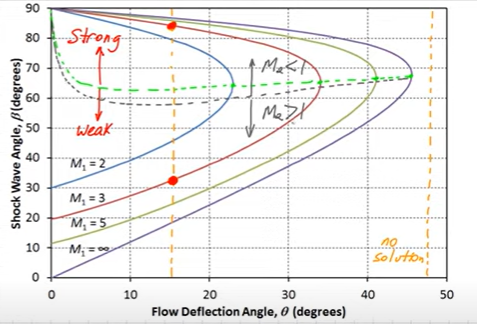 90
80
70
60
50
40
30
20
10
0
Shock Wave Angle, β (degrees)
Strong
Weak
M₂<1
M₂>1
M₁ = 2
M₁ = 3
M₁ = 5
M₁ = ∞
no
solution
0
10
20
30
40
50
Flow Deflection Angle, θ (degrees)